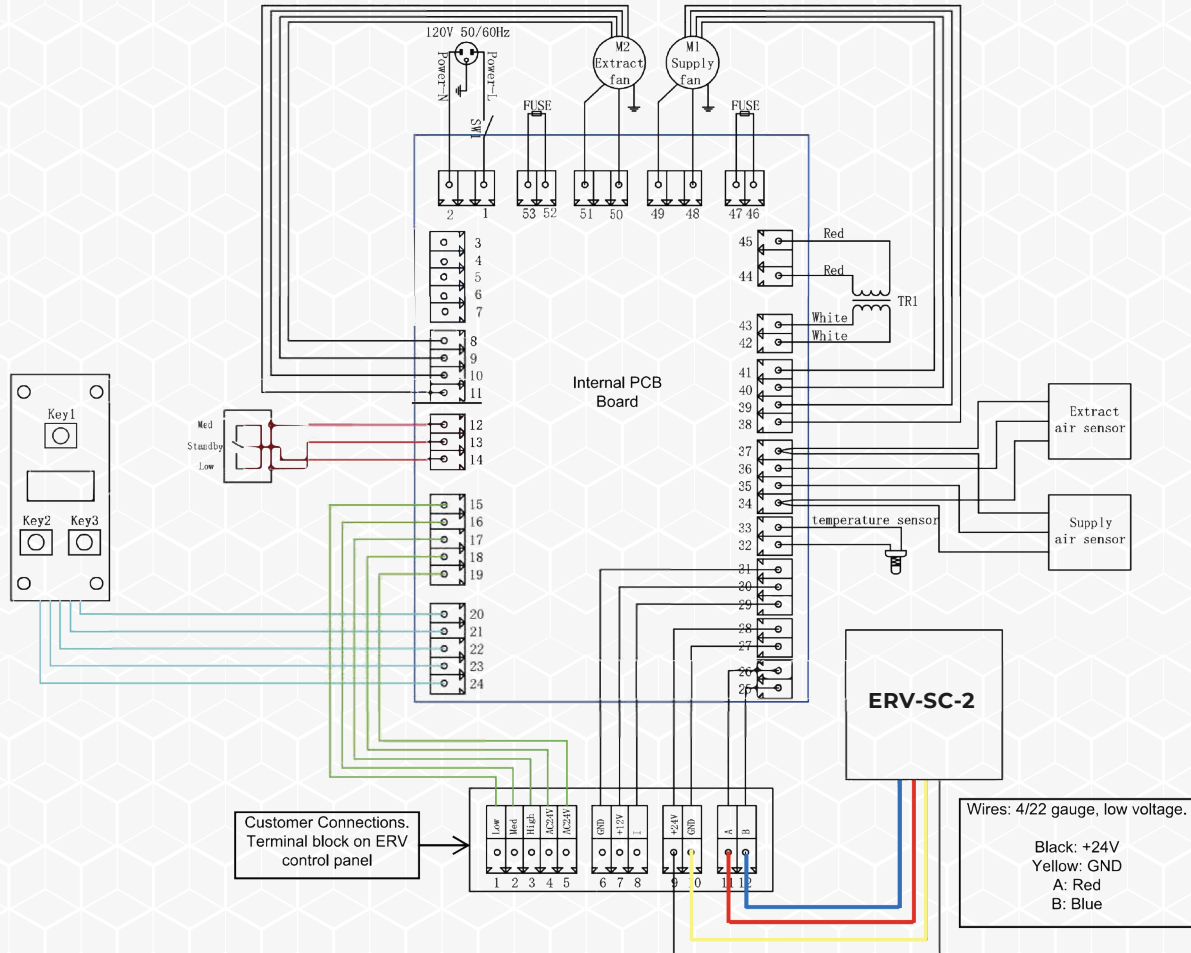 120V 50/60Hz
Power-N
Power-L
SW1
M2
Extract
fan
M1
Supply
fan
FUSE
FUSE
2 1
53 52
51 50
49 48
47 46
3
4
5
6
7
8
9
10
11
12
13
14
15
16
17
18
19
20
21
22
23
24
45
44
43
42
41
40
39
38
37
36
35
34
33
32
31
30
29
28
27
26
25
Red
Red
White
White
TR1
Internal PCB
Board
Key1
Key2 Key3
Med
Standby
Low
Extract
air sensor
Supply
air sensor
temperature sensor
ERV-SC-2
Customer Connections.
Terminal block on ERV
control panel
Low
Med
High
AC24V
AC24V
GND
+12V
I
+24V
GND
A
B
1 2 3 4 5
6 7 8
9 0
11 12
Wires: 4/22 gauge, low voltage.
Black: +24V
Yellow: GND
A: Red
B: Blue